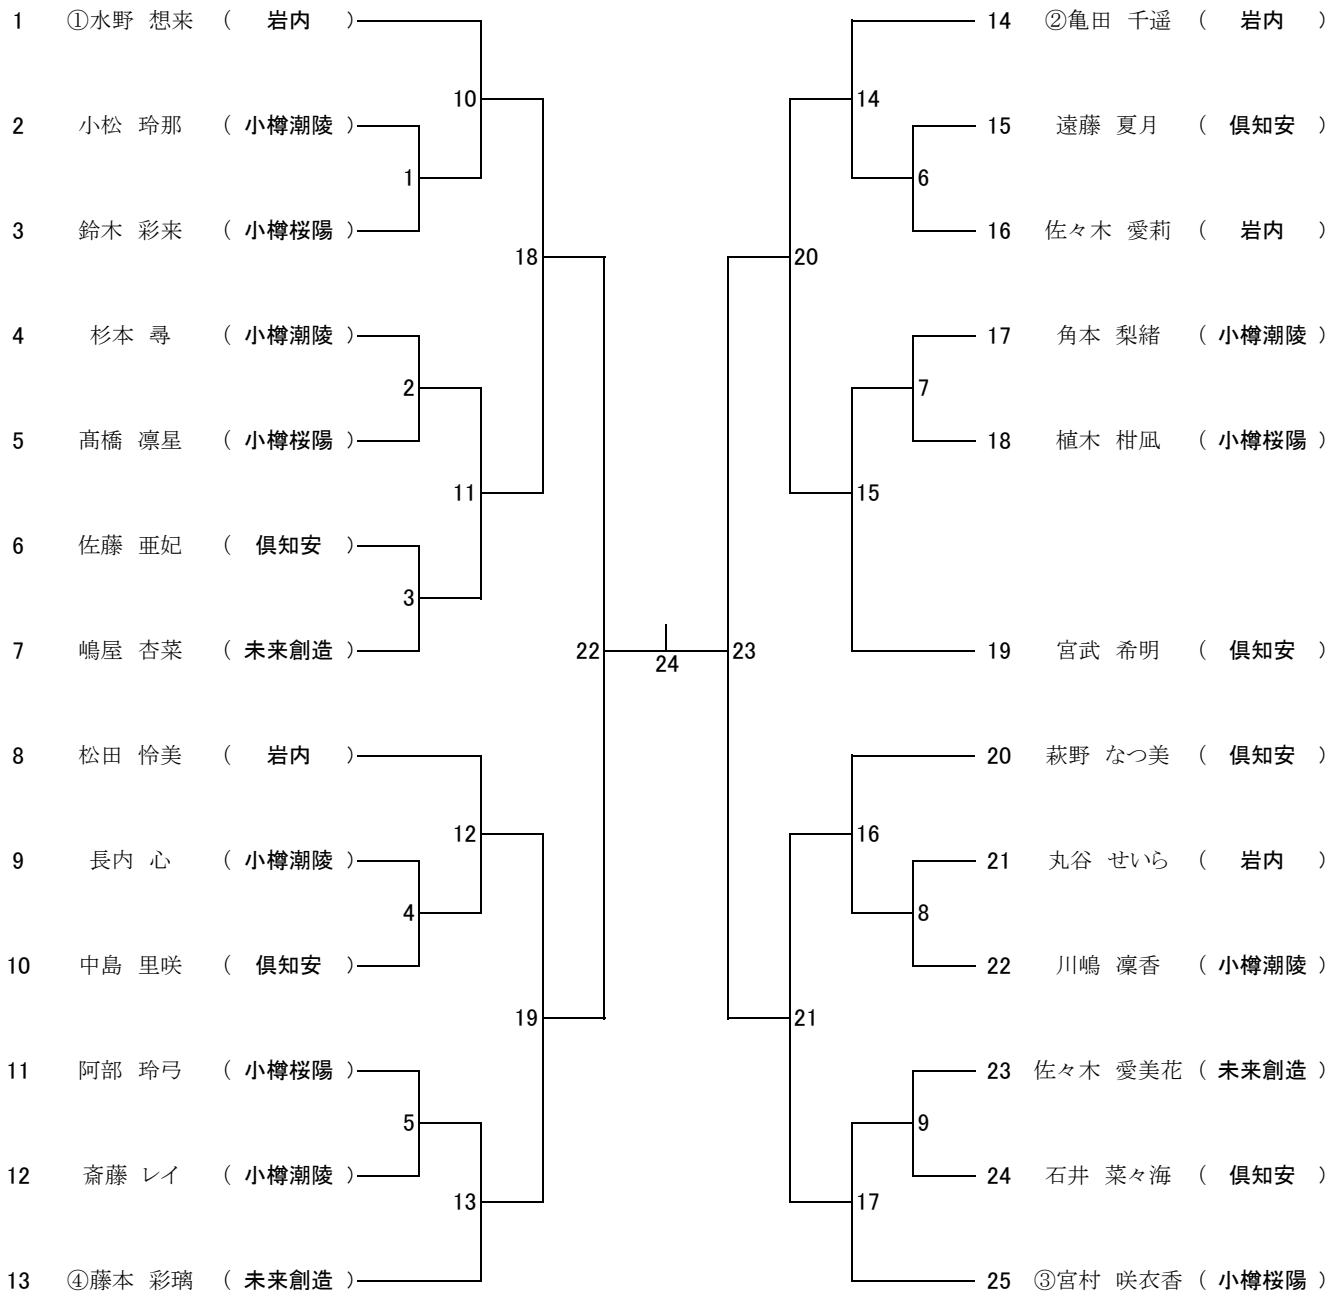 1 ①水野 想来 ( 岩内 )
10
2 小松 玲那 ( 小樽潮陵 )
1
3 鈴木 彩来 ( 小樽桜陽 )
18
4 杉本 尋 ( 小樽潮陵 )
2
5 髙橋 凛星 ( 小樽桜陽 )
11
6 佐藤 亜妃 ( 倶知安 )
3
7 嶋屋 杏菜 ( 未来創造 )
22
8 松田 怜美 ( 岩内 )
12
9 長内 心 ( 小樽潮陵 )
4
10 中島 里咲 ( 倶知安 )
19
11 阿部 玲弓 ( 小樽桜陽 )
5
12 斎藤 レイ ( 小樽潮陵 )
13
13 ④藤本 彩璃 ( 未来創造 )
24
14 ②亀田 千遥 ( 岩内 )
14
15 遠藤 夏月 ( 倶知安 )
6
16 佐々木 愛莉 ( 岩内 )
20
17 角本 梨緒 ( 小樽潮陵 )
7
18 植木 柑凪 ( 小樽桜陽 )
15
23
19 宮武 希明 ( 倶知安 )
20 萩野 なつ美 ( 倶知安 )
16
21 丸谷 せいら ( 岩内 )
8
22 川嶋 凜香 ( 小樽潮陵 )
21
23 佐々木 愛美花 ( 未来創造 )
9
24 石井 菜々海 ( 倶知安 )
17
25 ③宮村 咲衣香 ( 小樽桜陽 )